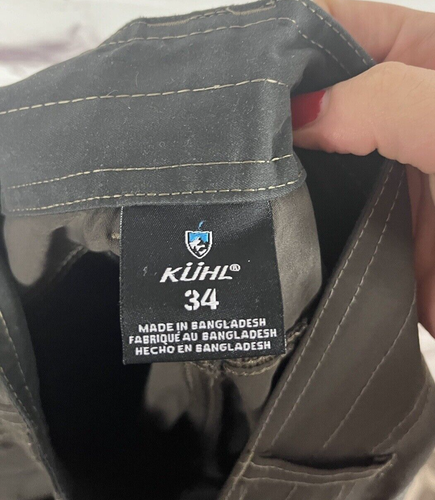 KÜHL®
34
MADE IN BANGLADESH
FABRIQUÉ AU BANGLADESH
HECHO EN BANGLADESH